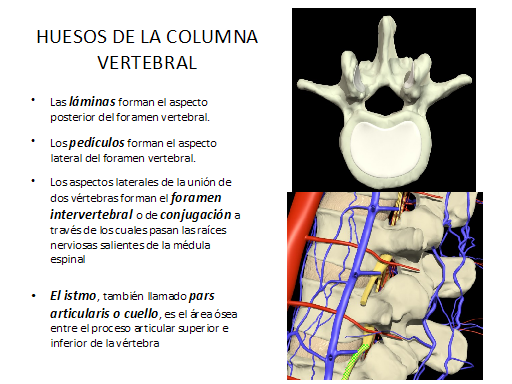 HUESOS DE LA COLUMNA
VERTEBRAL
• Las láminas forman el aspecto
posterior del foramen vertebral.
• Los pedículos forman el aspecto
lateral del foramen vertebral.
• Los aspectos laterales de la unión de
dos vértebras forman el foramen
intervertebral o de conjugación a
través de los cuales pasan las raíces
nerviosas salientes de la médula
espinal
• El istmo, también llamado pars
articularis o cuello, es el área ósea
entre el proceso articular superior e
inferior de la vértebra